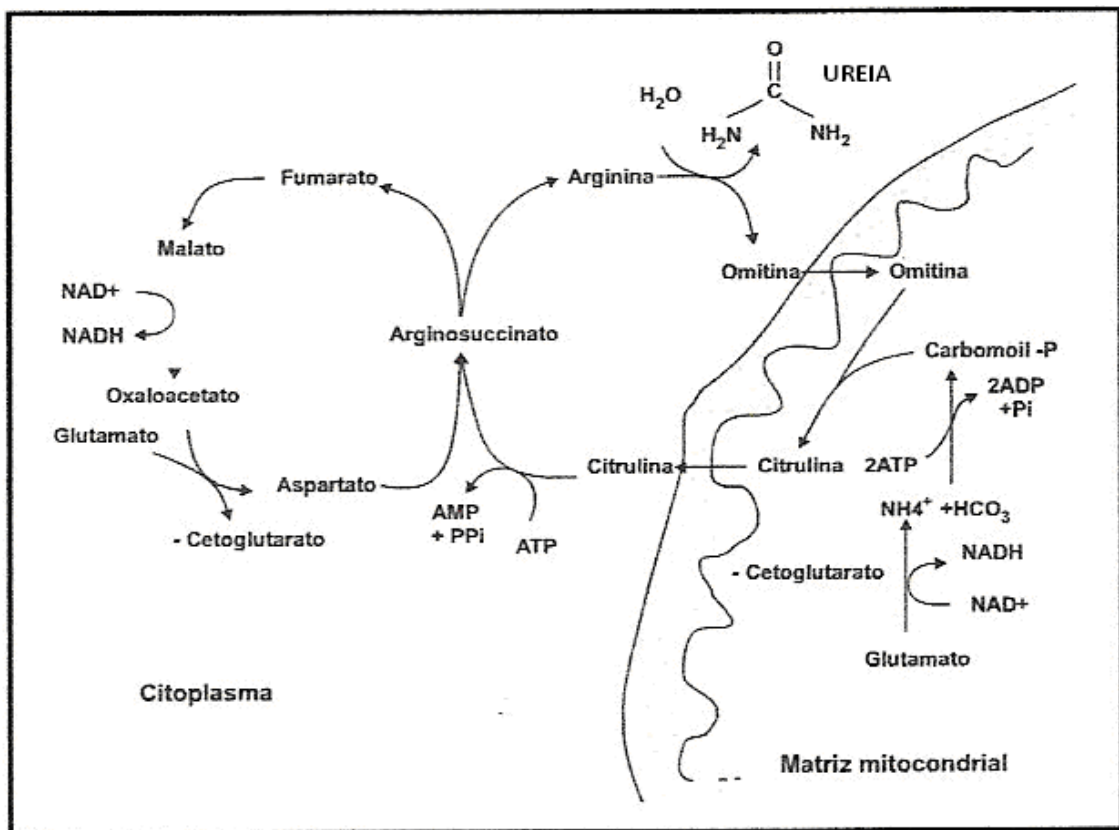 O
UREIA
H₂O
C
H₂N
NH₂
Fumarato
Arginina
Malato
Omitina
Omitina
NAD+
NADH
Arginosuccinato
Carbomoil -P
2ADP
+Pi
Oxaloacetato
Glutamato
Aspartato
Citrulina
Citrulina
2ATP
AMP
+ PPi
ATP
NH4⁺ +HCO₃
- Cetoglutarato
- Cetoglutarato
NADH
NAD+
Glutamato
Citoplasma
Matriz mitocondrial